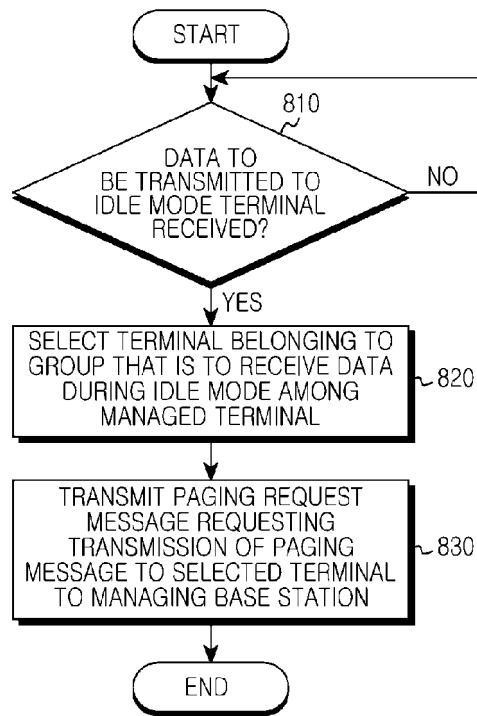 START
810
DATA TO
BE TRANSMITTED TO
IDLE MODE TERMINAL
RECEIVED?
NO
YES
SELECT TERMINAL BELONGING TO
GROUP THAT IS TO RECEIVE DATA
DURING IDLE MODE AMONG
MANAGED TERMINAL
820
TRANSMIT PAGING REQUEST
MESSAGE REQUESTING
TRANSMISSION OF PAGING
MESSAGE TO SELECTED TERMINAL
TO MANAGING BASE STATION
830
END